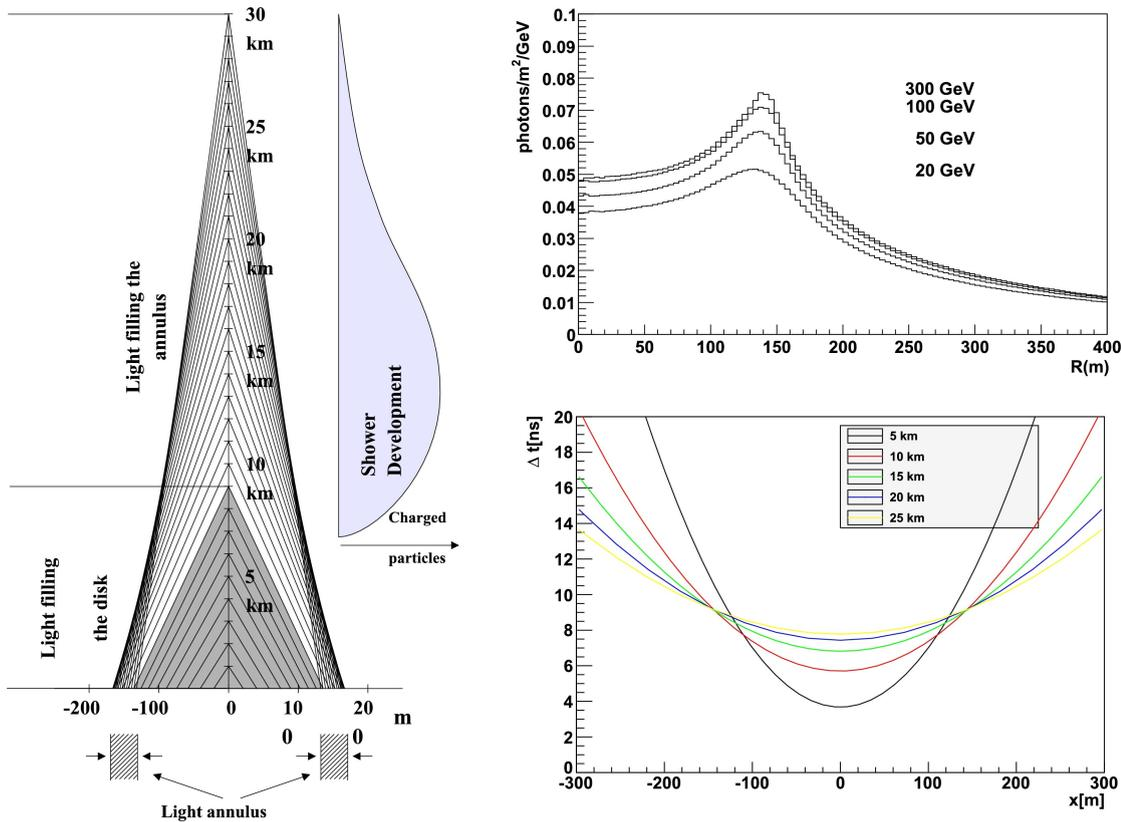 30
km
25
km
20
km
15
km
10
km
5
km
Light filling the
annulus
Light filling
the disk
Shower
Development
Charged
particles
-200
-100
0
10
0
20
0
m
Light annulus
photons/m²/GeV
0.1
0.09
0.08
0.07
0.06
0.05
0.04
0.03
0.02
0.01
0
300 GeV
100 GeV
50 GeV
20 GeV
0
50
100
150
200
250
300
350
400
R(m)
Δ t[ns]
20
18
16
14
12
10
8
6
4
2
0
5 km
10 km
15 km
20 km
25 km
-300
-200
-100
0
100
200
300
x[m]